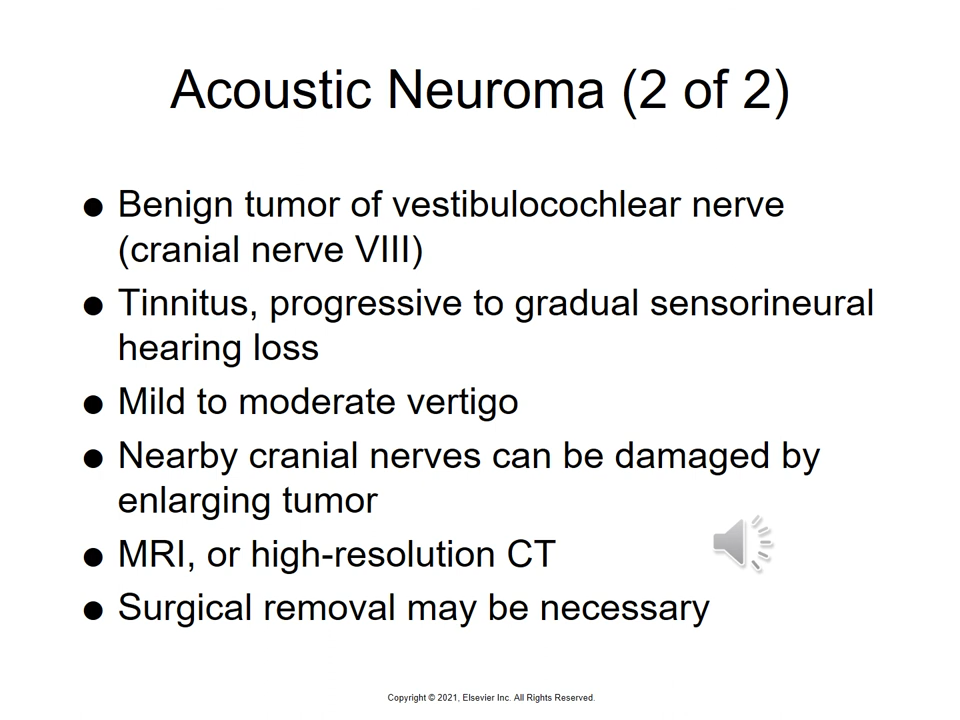 Acoustic Neuroma (2 of 2)
● Benign tumor of vestibulocochlear nerve
(cranial nerve VIII)
● Tinnitus, progressive to gradual sensorineural
hearing loss
● Mild to moderate vertigo
● Nearby cranial nerves can be damaged by
enlarging tumor
● MRI, or high-resolution CT
● Surgical removal may be necessary
Copyright © 2021, Elsevier Inc. All Rights Reserved.